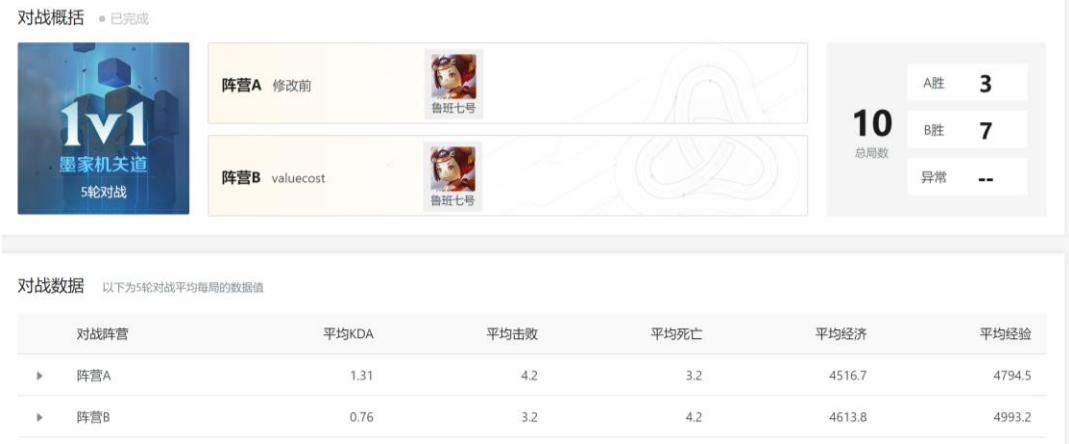 对战概括 已完成
1v1
墨家机关道
5轮对战
阵营A 修改前
鲁班七号
阵营B valuecost
鲁班七号
10
总局数
A胜 3
B胜 7
异常 --
对战数据 以下为5轮对战平均每局的数据值
对战阵营 平均KDA 平均击败 平均死亡 平均经济 平均经验
阵营A 1.31 4.2 3.2 4516.7 4794.5
阵营B 0.76 3.2 4.2 4613.8 4993.2